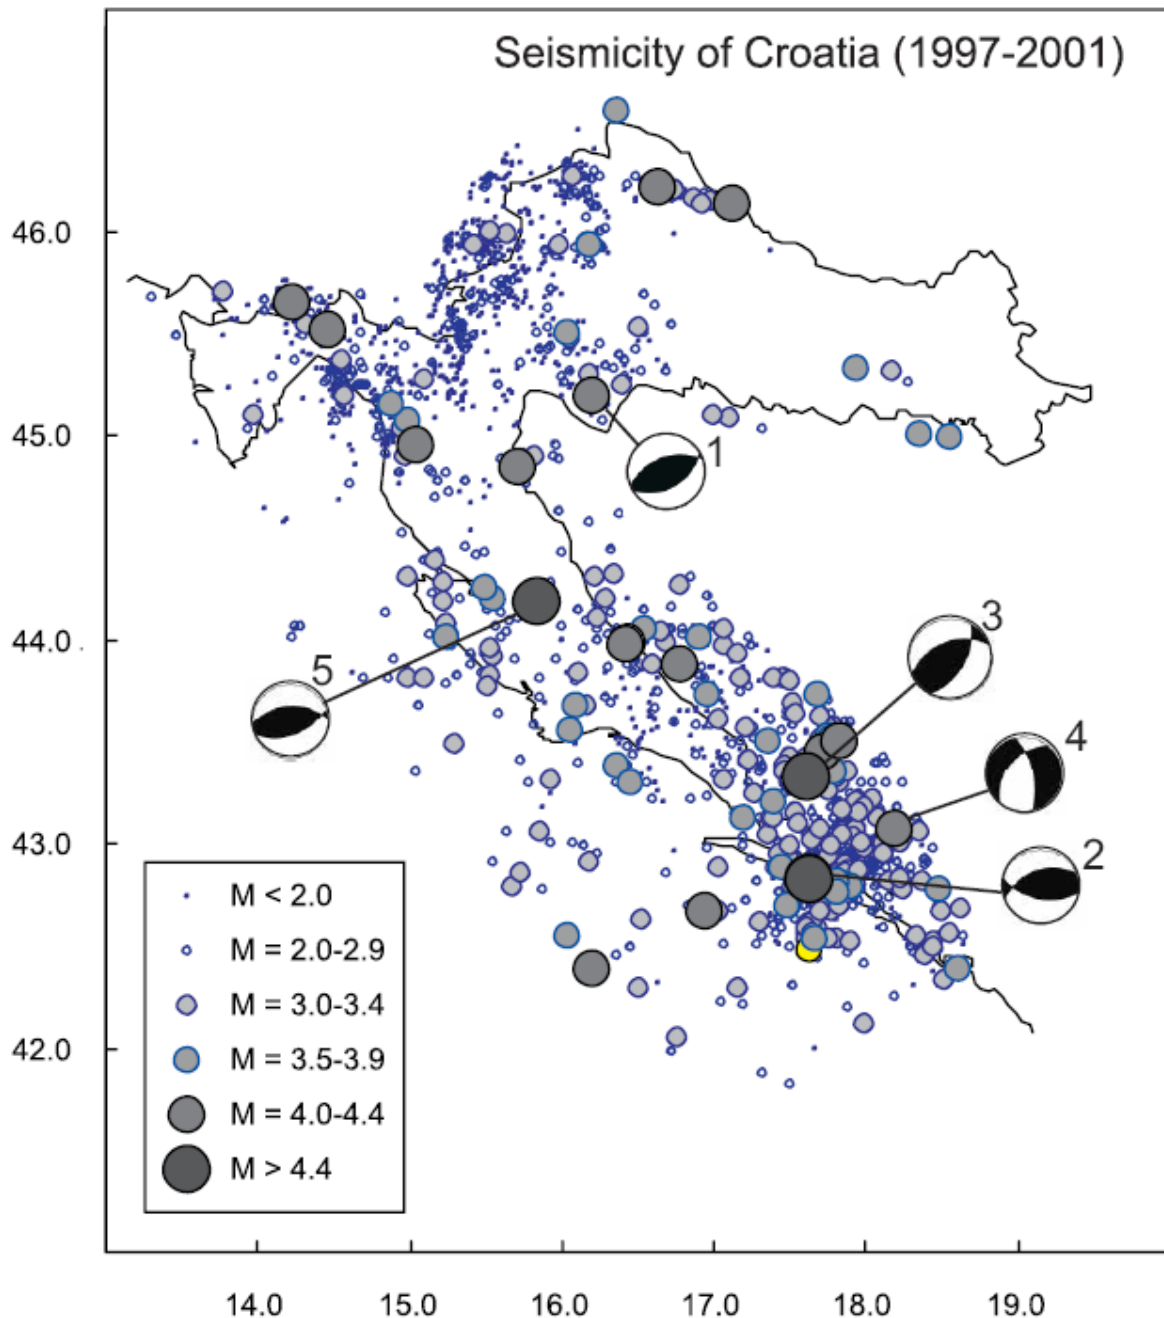 Seismicity of Croatia (1997-2001)
46.0
45.0
44.0
43.0
42.0
1
3
5
4
2
M < 2.0
M = 2.0-2.9
M = 3.0-3.4
M = 3.5-3.9
M = 4.0-4.4
M > 4.4
14.0 15.0 16.0 17.0 18.0 19.0